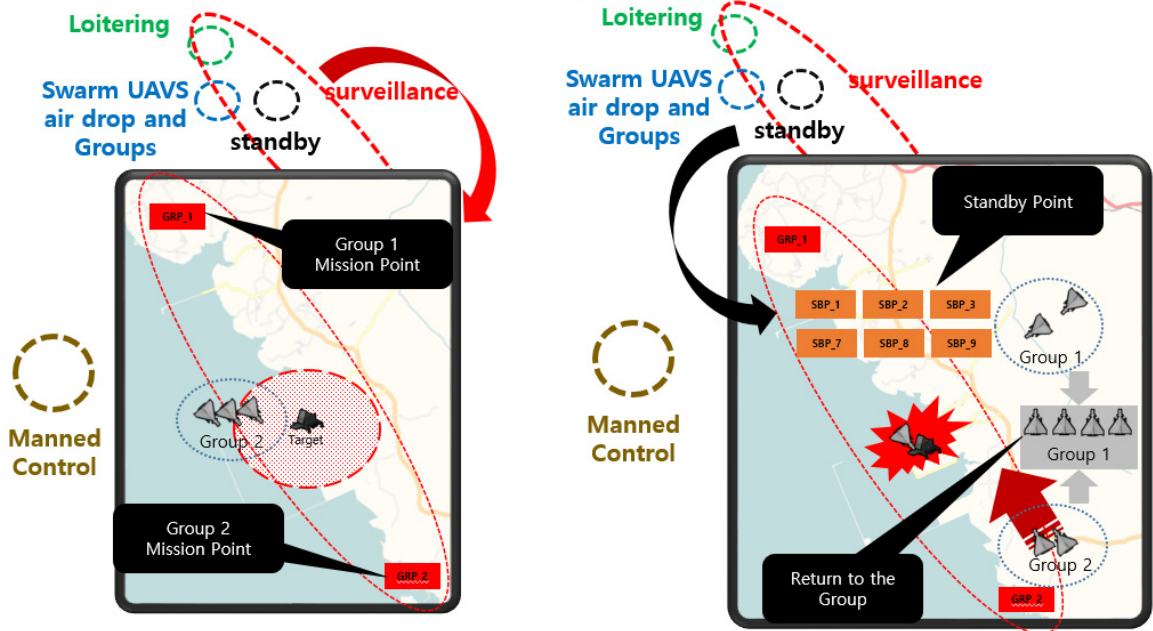 Loitering
Swarm UAVS
air drop and
Groups
surveillance
standby
GRP_1
Group 1
Mission Point
Manned
Control
Group 2
Target
Group 2
Mission Point
GRP_2
Loitering
Swarm UAVS
air drop and
Groups
surveillance
standby
Standby Point
GRP_1
SBP_1
SBP_2
SBP_3
SBP_7
SBP_8
SBP_9
Group 1
Manned
Control
Group 1
Group 2
Return to the
Group
GRP_2